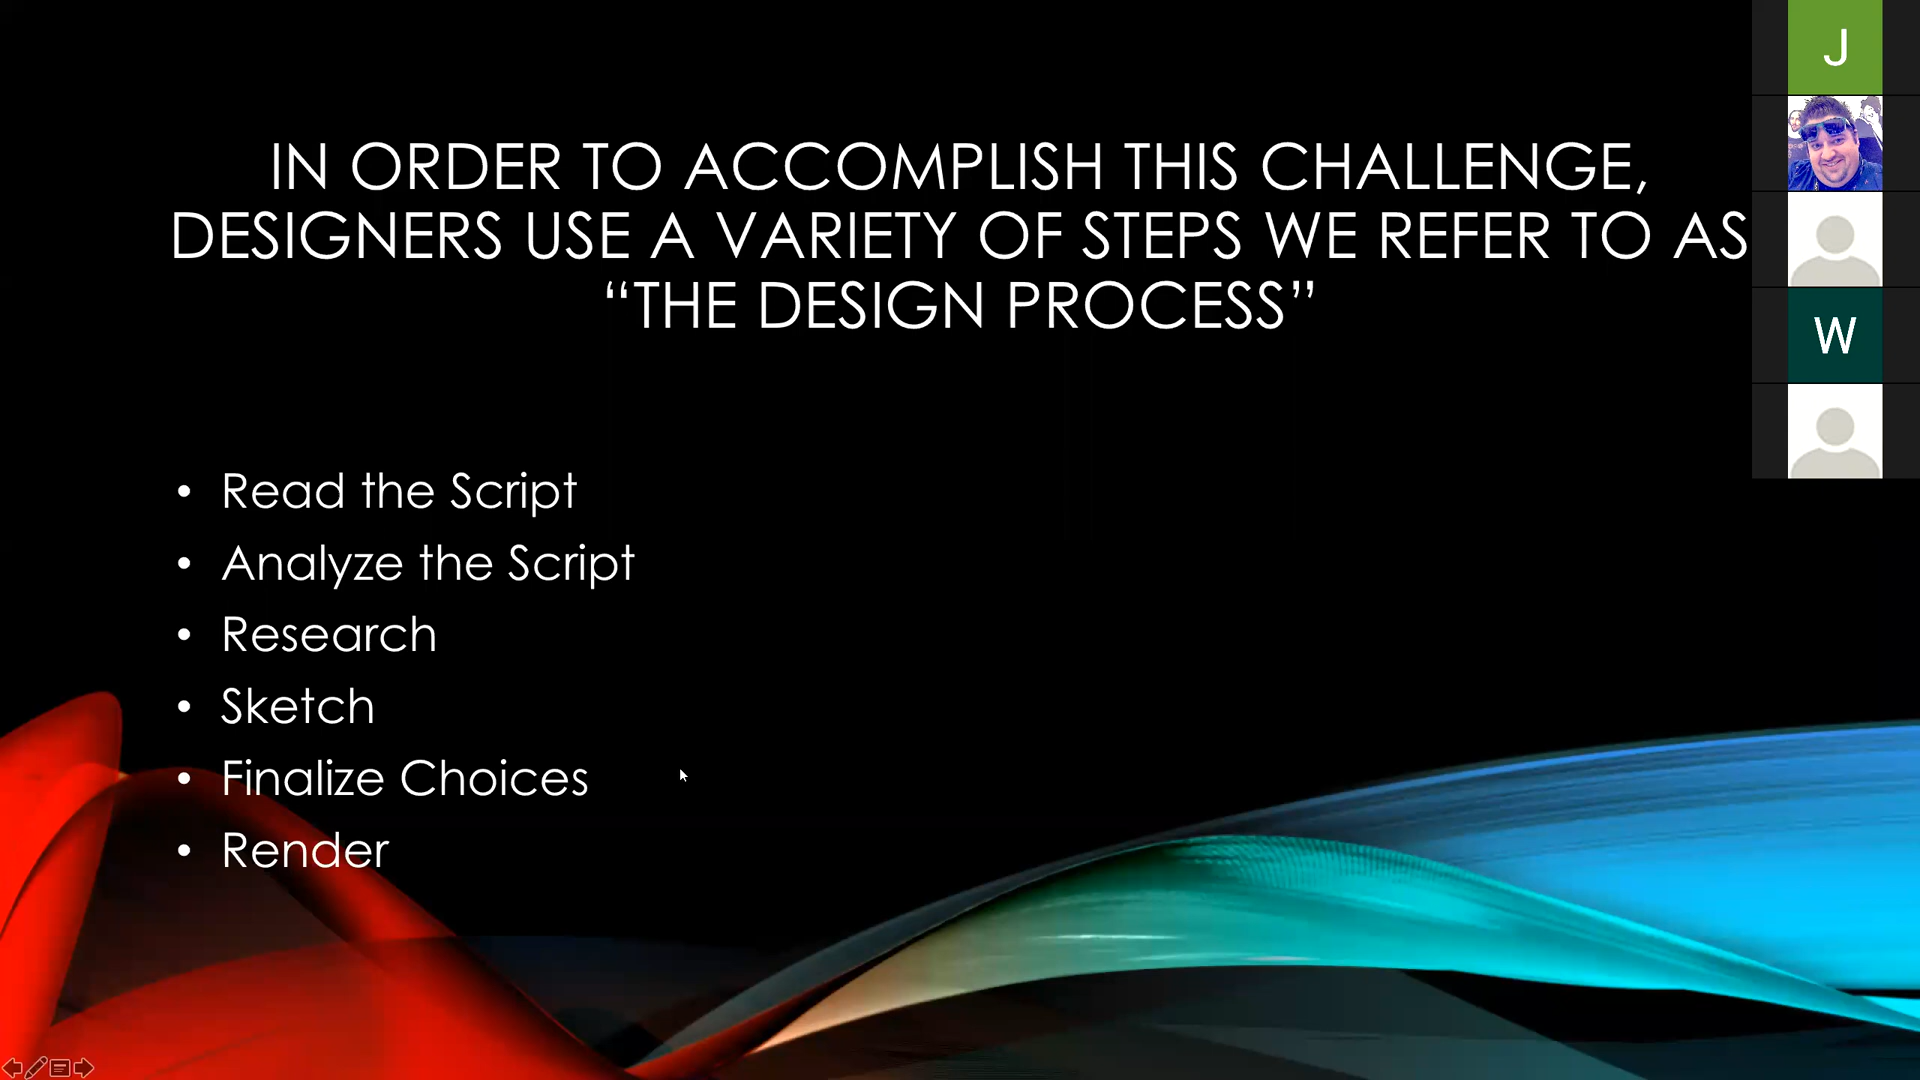 IN ORDER TO ACCOMPLISH THIS CHALLENGE,
DESIGNERS USE A VARIETY OF STEPS WE REFER TO AS
“THE DESIGN PROCESS”
• Read the Script
• Analyze the Script
• Research
• Sketch
• Finalize Choices
• Render
J
W